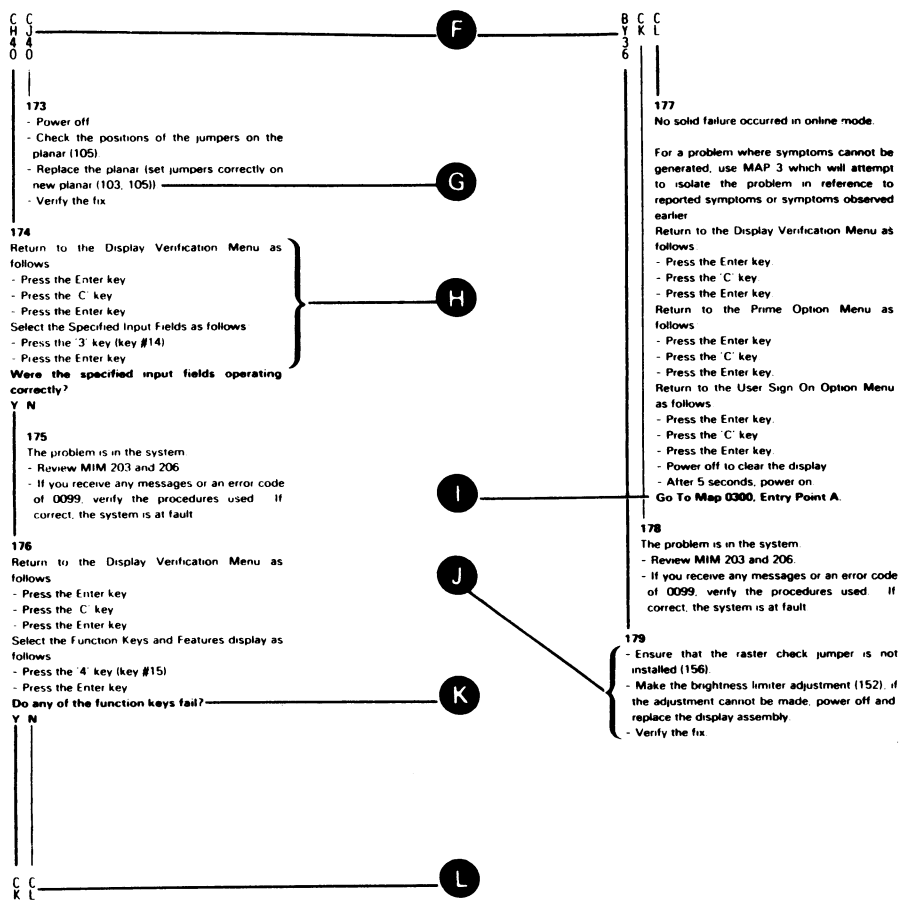 C C
H J
4 4
0 0
173
- Power off
- Check the positions of the jumpers on the
planar (105).
- Replace the planar (set jumpers correctly on
new planar (103, 105))
- Verify the fix
174
Return to the Display Verification Menu as
follows
- Press the Enter key
- Press the 'C' key
- Press the Enter key
Select the Specified Input Fields as follows
- Press the '3' key (key #14)
- Press the Enter key
Were the specified input fields operating
correctly?
Y N
175
The problem is in the system.
- Review MIM 203 and 206
- If you receive any messages or an error code
of 0099, verify the procedures used. If
correct, the system is at fault
176
Return to the Display Verification Menu as
follows
- Press the Enter key
- Press the 'C' key
- Press the Enter key
Select the Function Keys and Features display as
follows
- Press the '4' key (key #15)
- Press the Enter key
Do any of the function keys fail?
Y N
C C
K L
F
G
H
I
J
K
L
B C C
Y K L
3
6
177
No solid failure occurred in online mode.
For a problem where symptoms cannot be
generated, use MAP 3 which will attempt
to isolate the problem in reference to
reported symptoms or symptoms observed
earlier
Return to the Display Verification Menu as
follows
- Press the Enter key.
- Press the 'C' key.
- Press the Enter key.
Return to the Prime Option Menu as
follows
- Press the Enter key
- Press the 'C' key
- Press the Enter key.
Return to the User Sign On Option Menu
as follows
- Press the Enter key.
- Press the 'C' key
- Press the Enter key.
- Power off to clear the display
- After 5 seconds, power on.
Go To Map 0300, Entry Point A.
178
The problem is in the system.
- Review MIM 203 and 206.
- If you receive any messages or an error code
of 0099, verify the procedures used. If
correct, the system is at fault
179
- Ensure that the raster check jumper is not
installed (156).
- Make the brightness limiter adjustment (152), if
the adjustment cannot be made, power off and
replace the display assembly.
- Verify the fix.